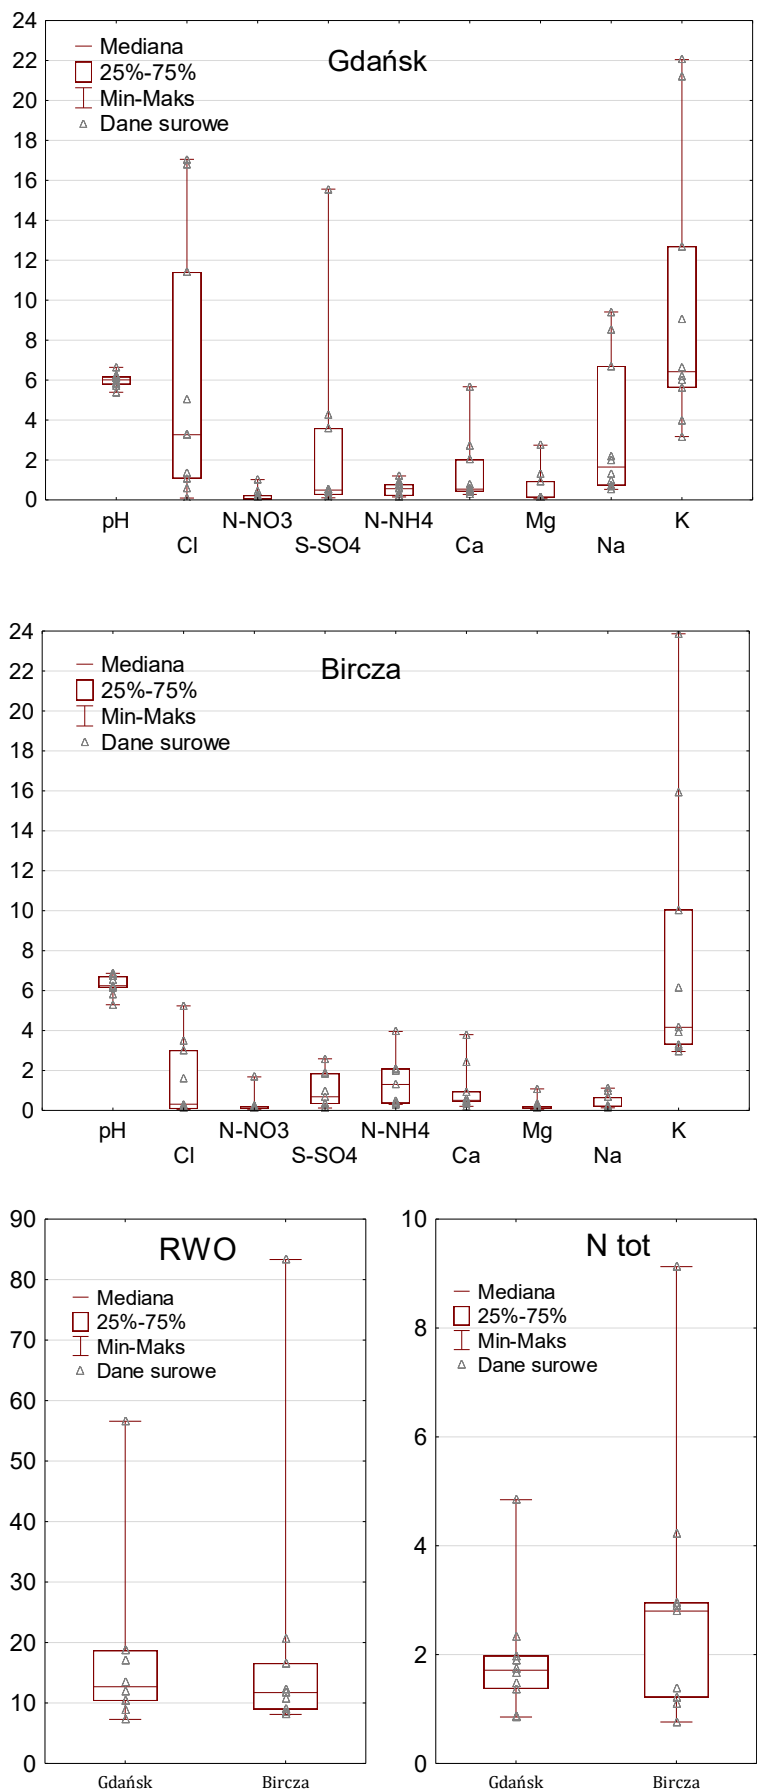 24
22
20
18
16
14
12
10
8
6
4
2
0
Gdańsk
Mediana
25%-75%
Min-Maks
Dane surowe
pH
Cl
N-NO3
S-SO4
N-NH4
Ca
Mg
Na
K
24
22
20
18
16
14
12
10
8
6
4
2
0
Bircza
Mediana
25%-75%
Min-Maks
Dane surowe
pH
Cl
N-NO3
S-SO4
N-NH4
Ca
Mg
Na
K
90
80
70
60
50
40
30
20
10
0
RWO
Mediana
25%-75%
Min-Maks
Dane surowe
Gdańsk
Bircza
10
8
6
4
2
0
N tot
Mediana
25%-75%
Min-Maks
Dane surowe
Gdańsk
Bircza